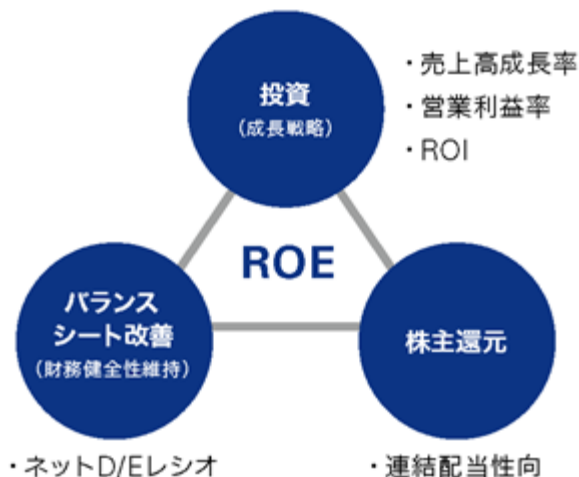 投資
（成長戦略）
・売上高成長率
・営業利益率
・ROI
ROE
バランス
シート改善
（財務健全性維持）
株主還元
・ネットD/Eレシオ
・連結配当性向